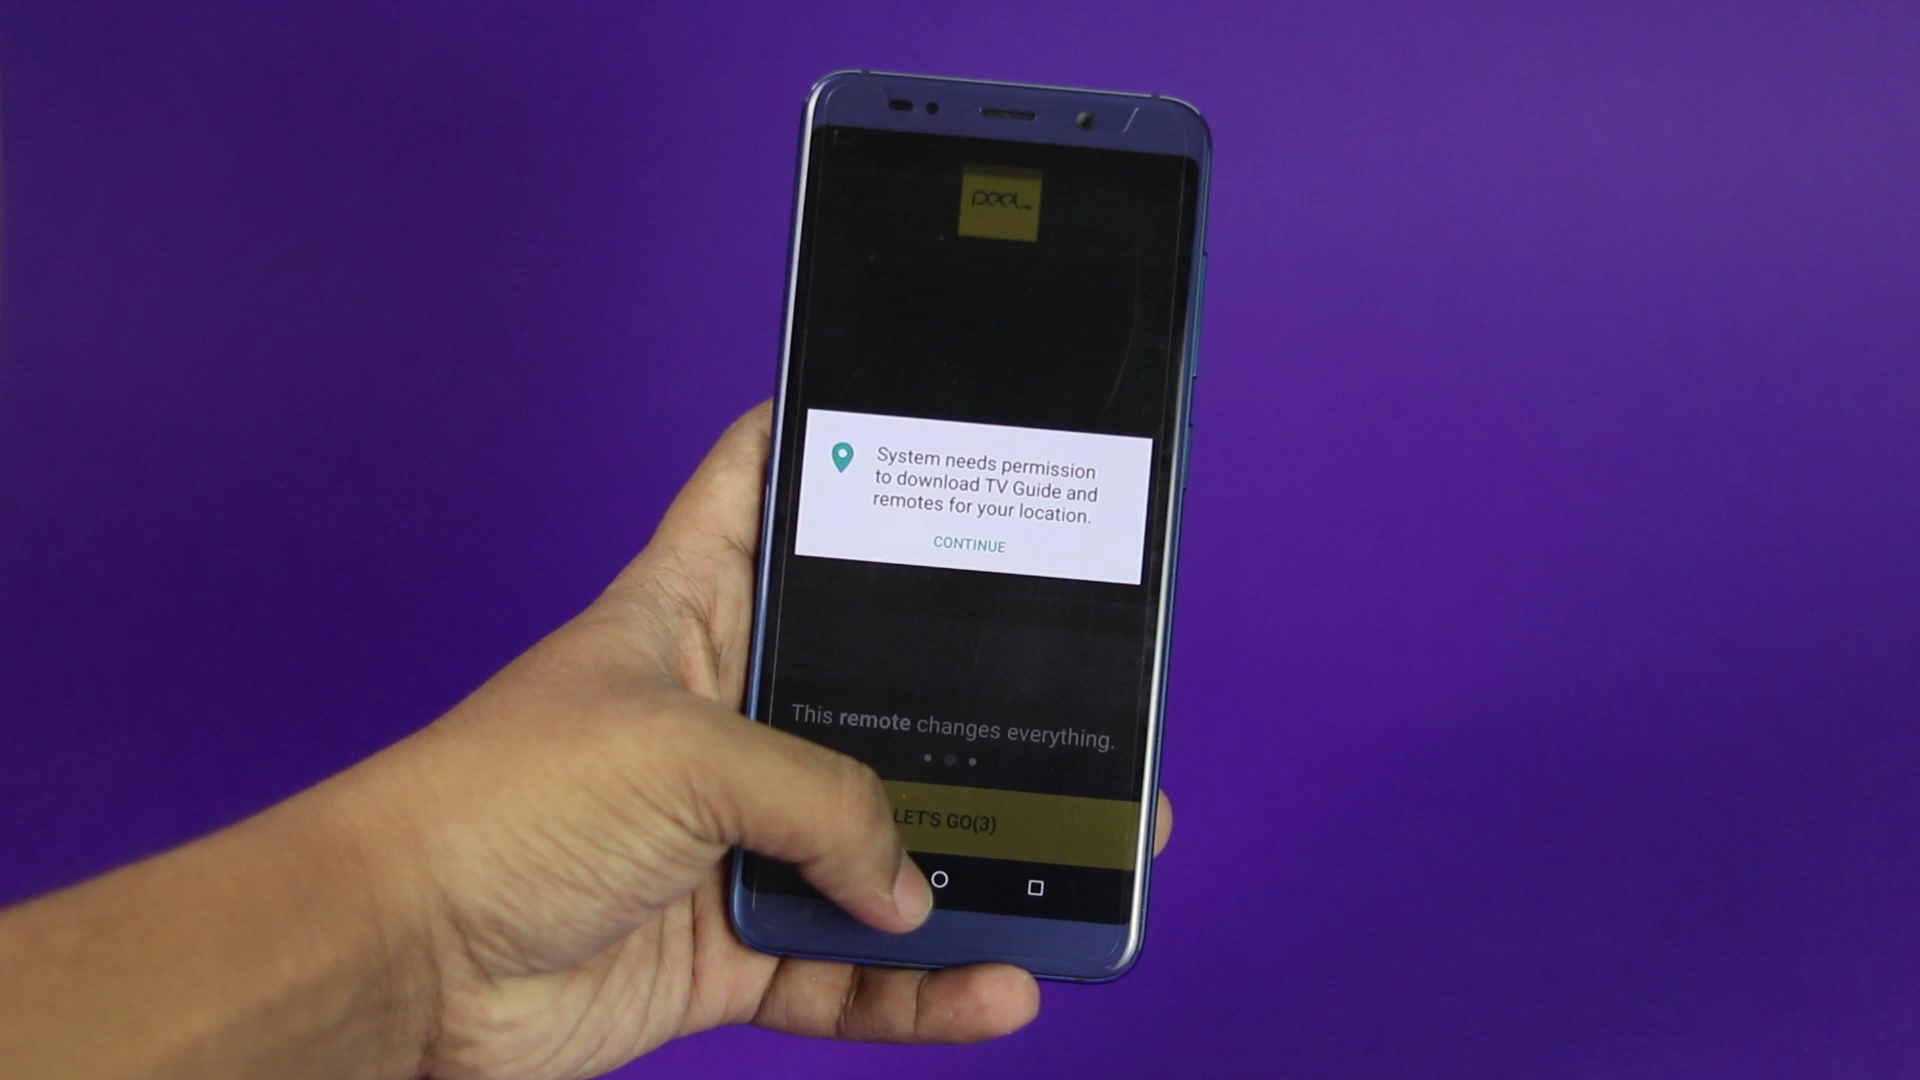 peel
System needs permission
to download TV Guide and
remotes for your location.
CONTINUE
This remote changes everything.
LET'S GO(3)